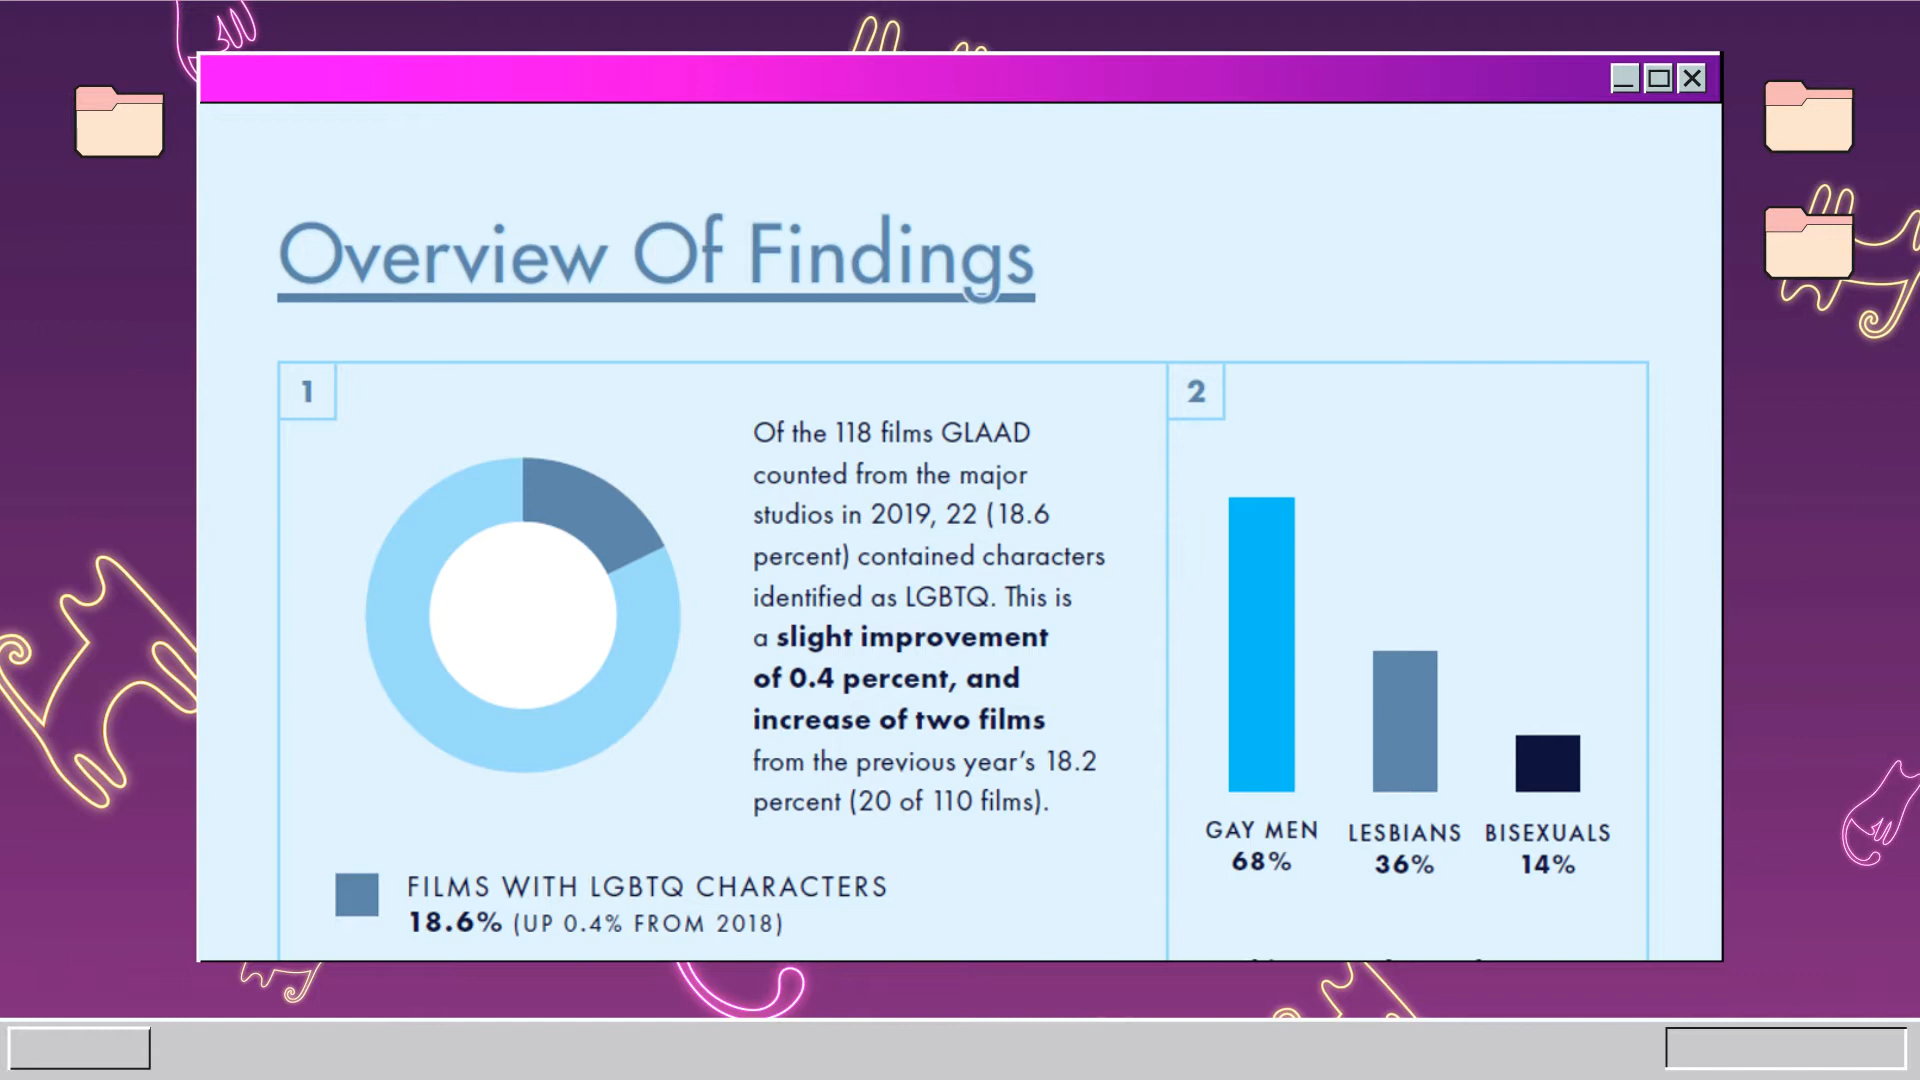 Overview Of Findings
1
Of the 118 films GLAAD
counted from the major
studios in 2019, 22 (18.6
percent) contained characters
identified as LGBTQ. This is
a slight improvement
of 0.4 percent, and
increase of two films
from the previous year's 18.2
percent (20 of 110 films).
FILMS WITH LGBTQ CHARACTERS
18.6% (UP 0.4% FROM 2018)
2
GAY MEN
68%
LESBIANS
36%
BISEXUALS
14%